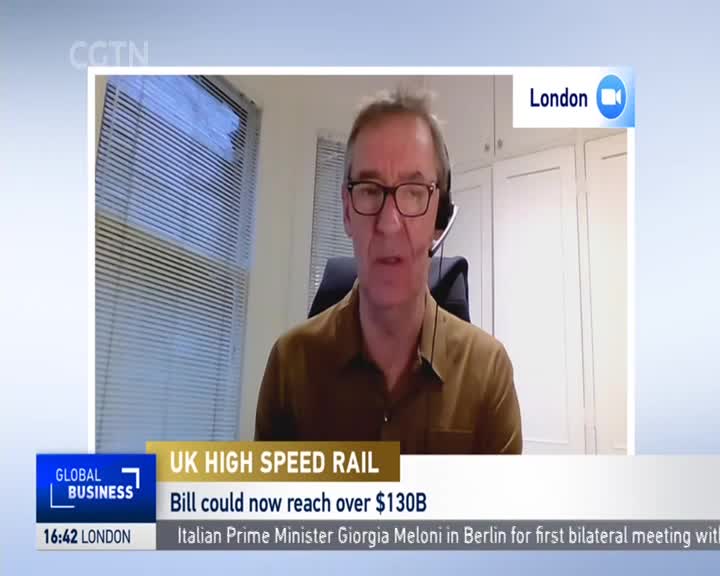 CGTN
London
UK HIGH SPEED RAIL
GLOBAL
BUSINESS
Bill could now reach over $130B
16:42 LONDON
Italian Prime Minister Giorgia Meloni in Berlin for first bilateral meeting wit